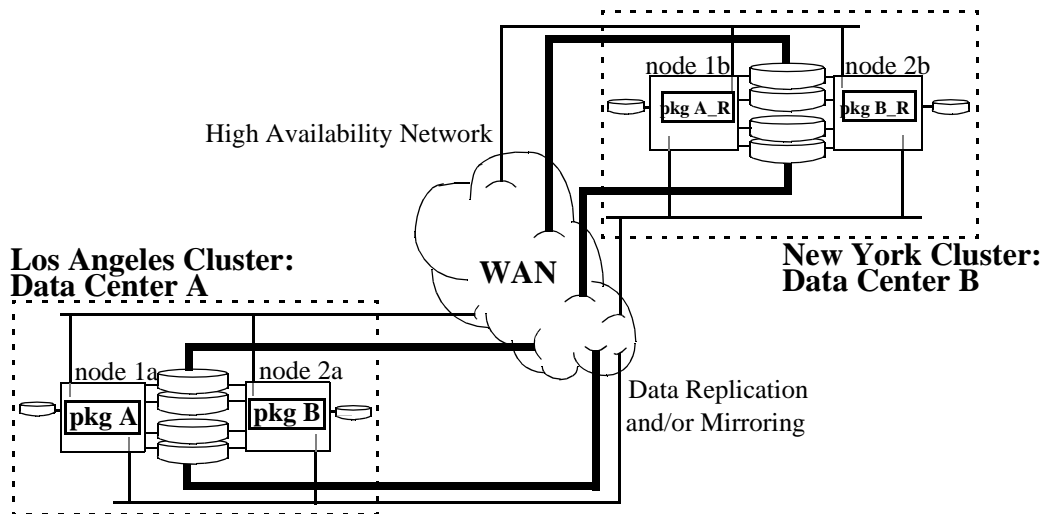 node 1b
node 2b
pkg A_R
pkg B_R
High Availability Network
Los Angeles Cluster:
Data Center A
WAN
New York Cluster:
Data Center B
node 1a
node 2a
pkg A
pkg B
Data Replication
and/or Mirroring